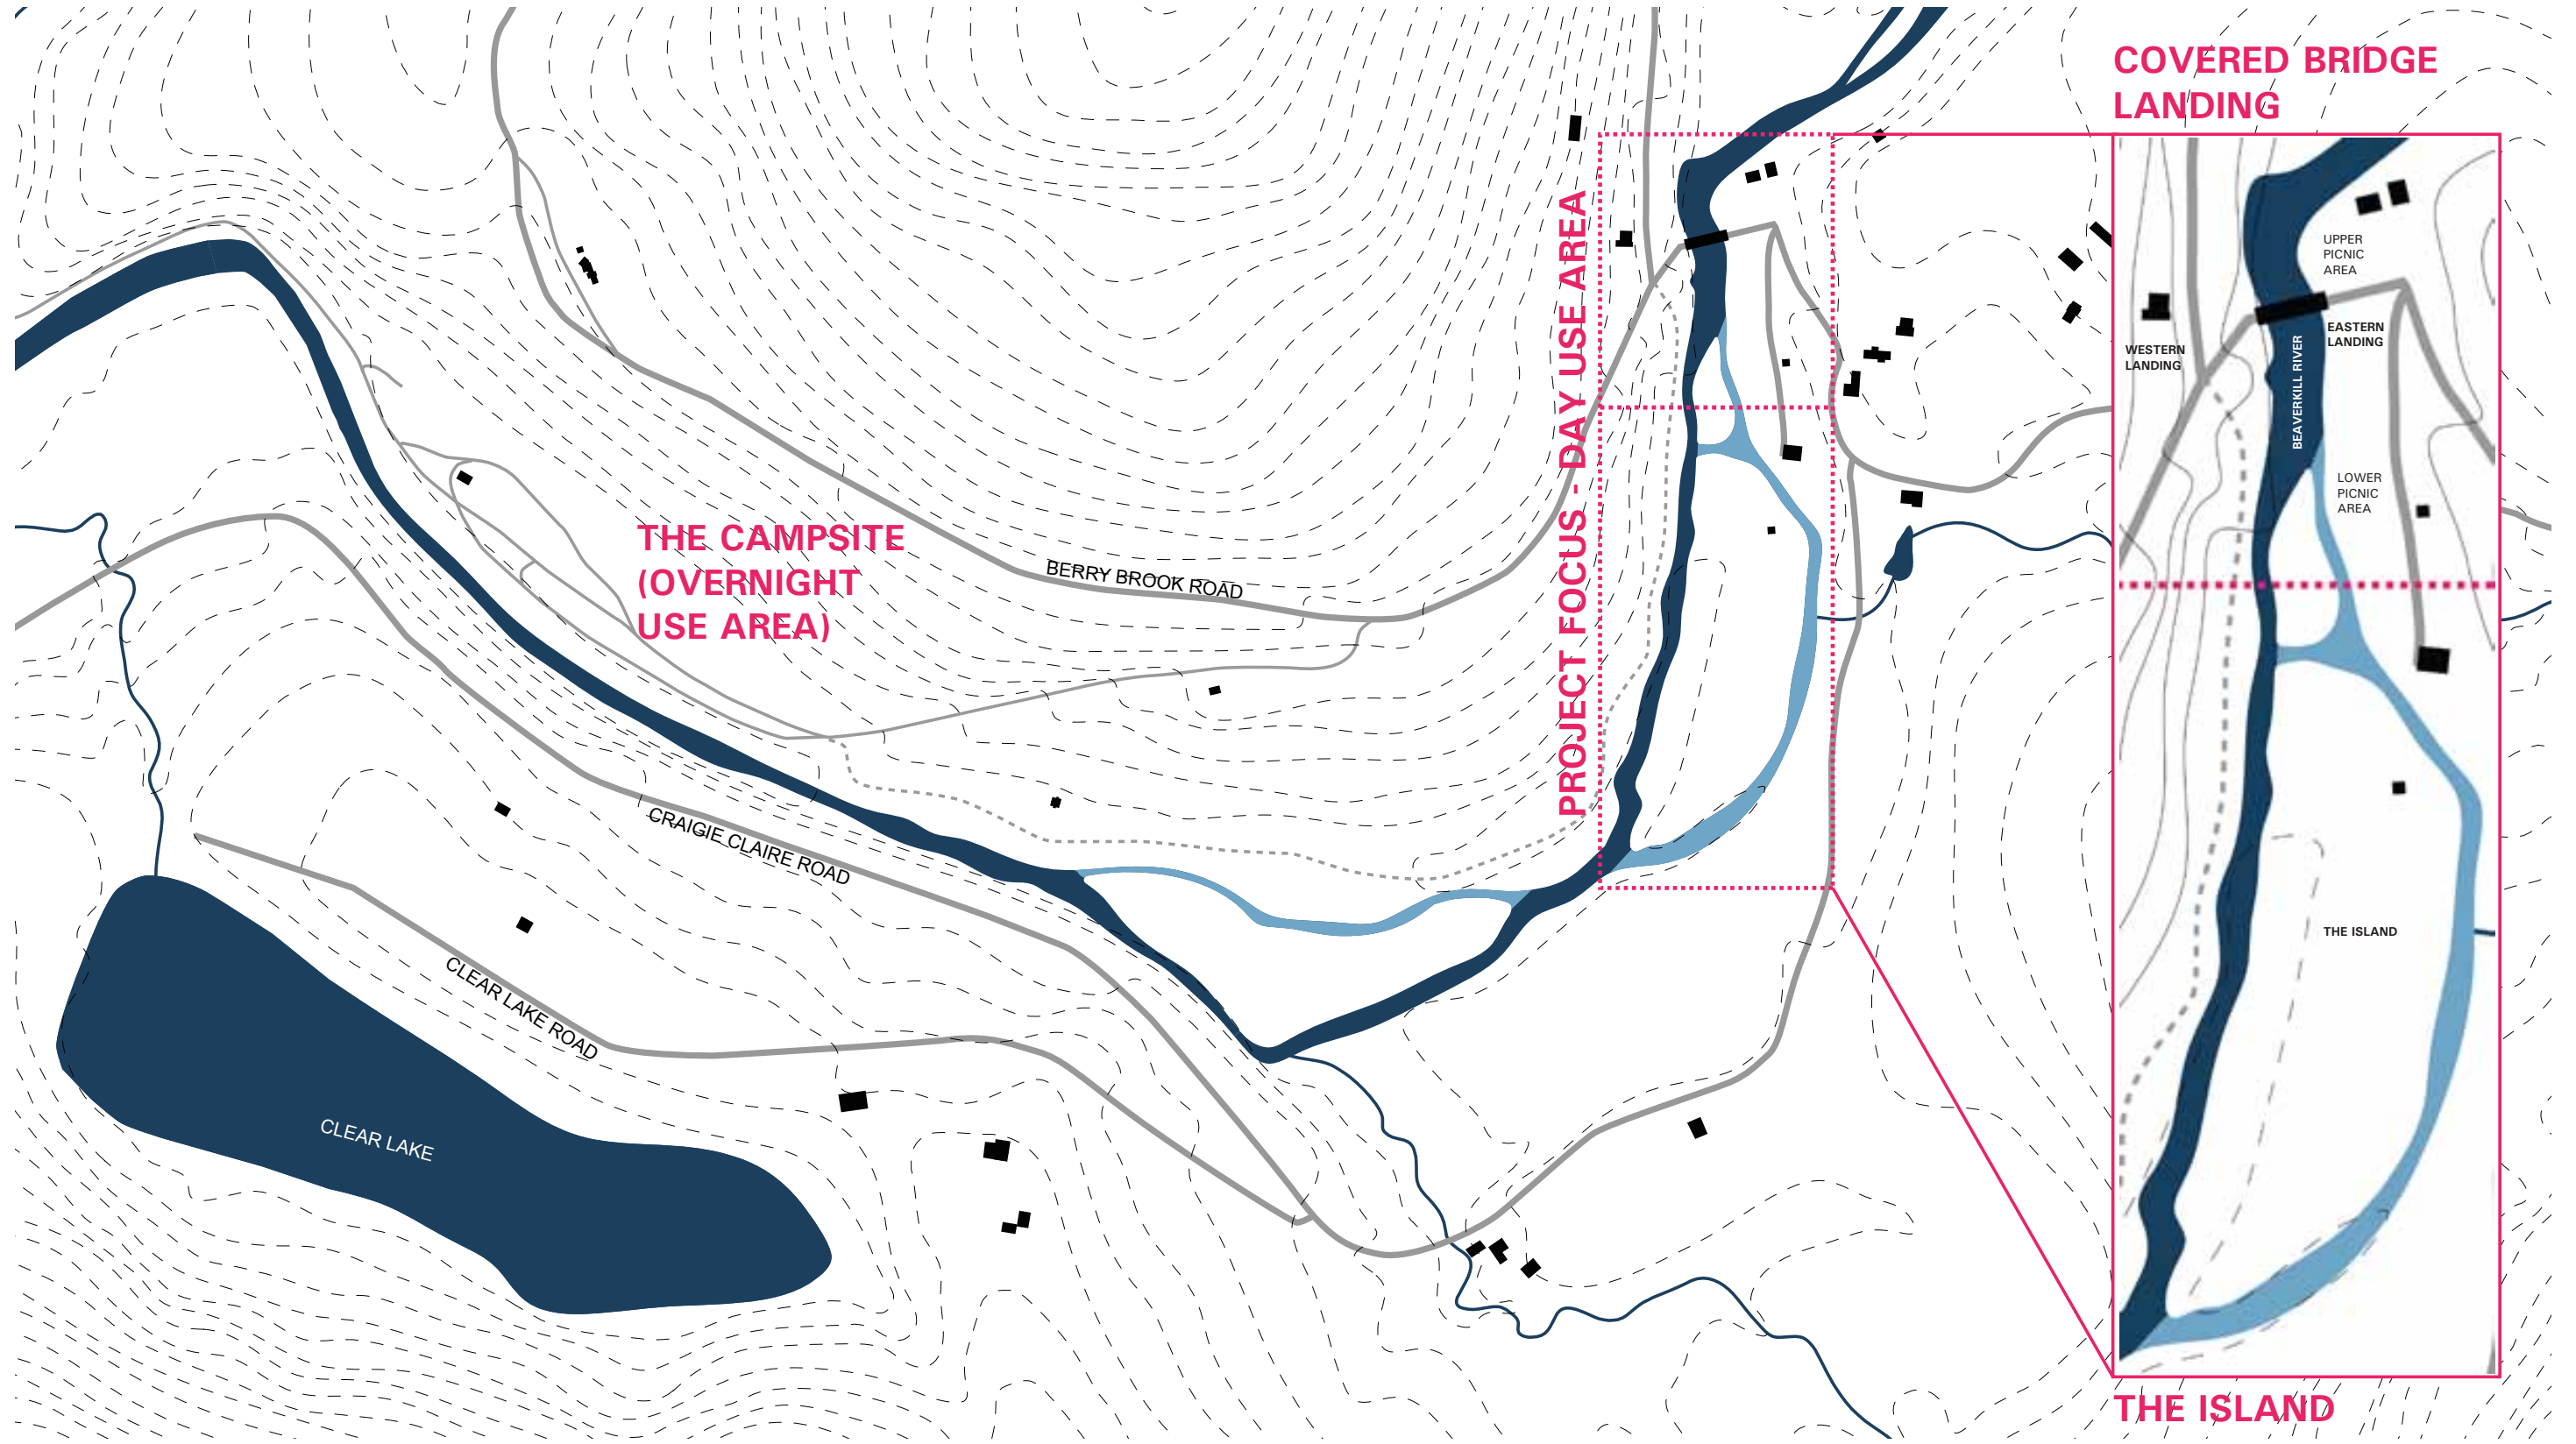 COVERED BRIDGE
LANDING
PROJECT FOCUS - DAY USE AREA
UPPER
PICNIC
AREA
EASTERN
LANDING
WESTERN
LANDING
BEAVERKILL RIVER
LOWER
PICNIC
AREA
THE CAMPSITE
(OVERNIGHT
USE AREA)
BERRY BROOK ROAD
CRAIGIE CLAIRE ROAD
THE ISLAND
CLEAR LAKE ROAD
CLEAR LAKE
THE ISLAND